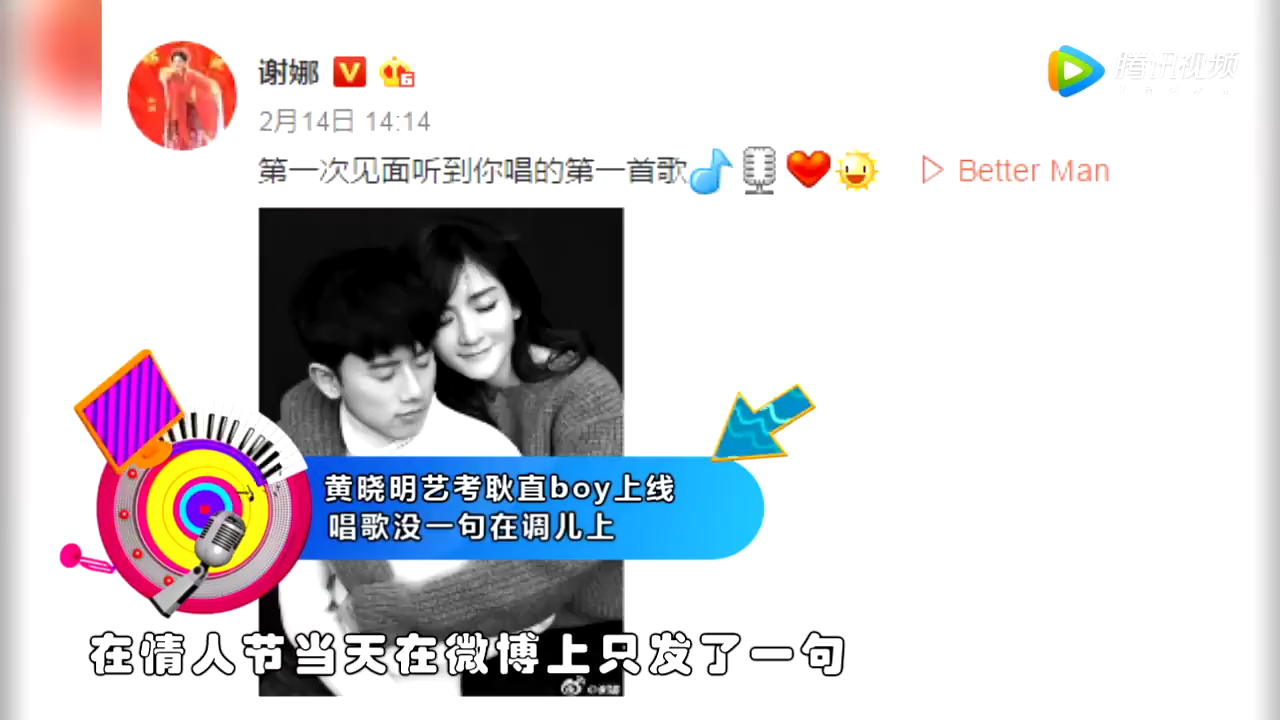 谢娜
6
2月14日 14:14
第一次见面听到你唱的第一首歌
Better Man
腾讯视频
黄晓明艺考耿直boy上线
唱歌没一句在调儿上
在情人节当天在微博上只发了一句